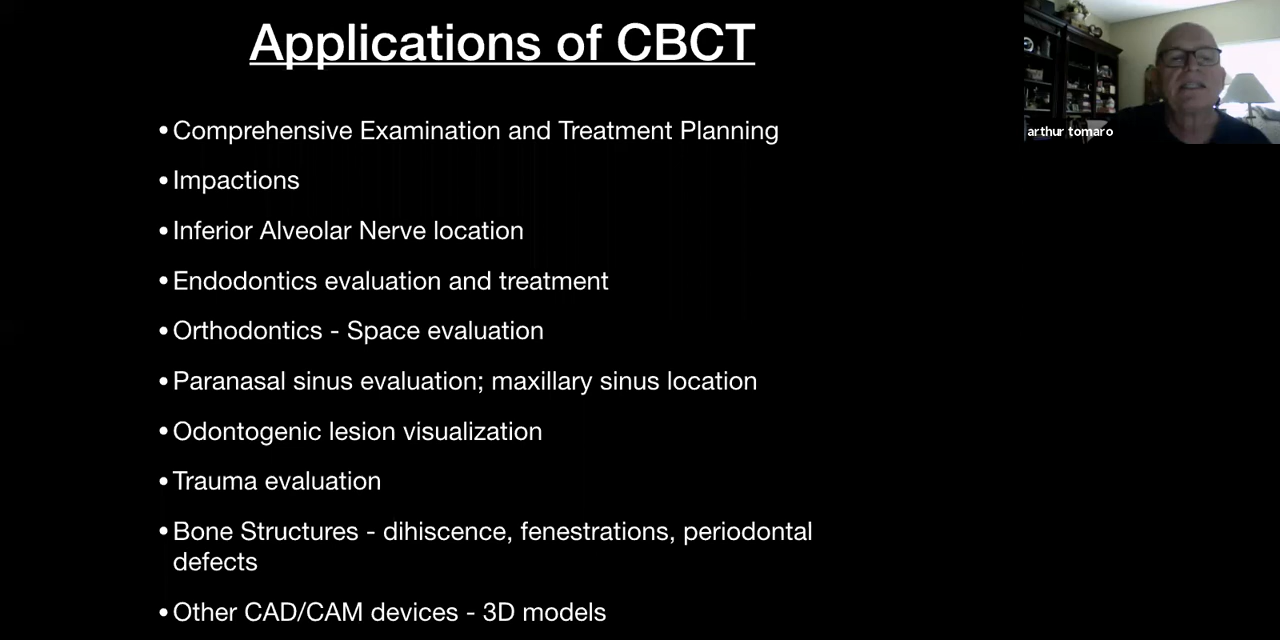 Applications of CBCT
arthur tomaro
• Comprehensive Examination and Treatment Planning
• Impactions
• Inferior Alveolar Nerve location
• Endodontics evaluation and treatment
• Orthodontics - Space evaluation
• Paranasal sinus evaluation; maxillary sinus location
• Odontogenic lesion visualization
• Trauma evaluation
• Bone Structures - dihiscence, fenestrations, periodontal
defects
• Other CAD/CAM devices - 3D models